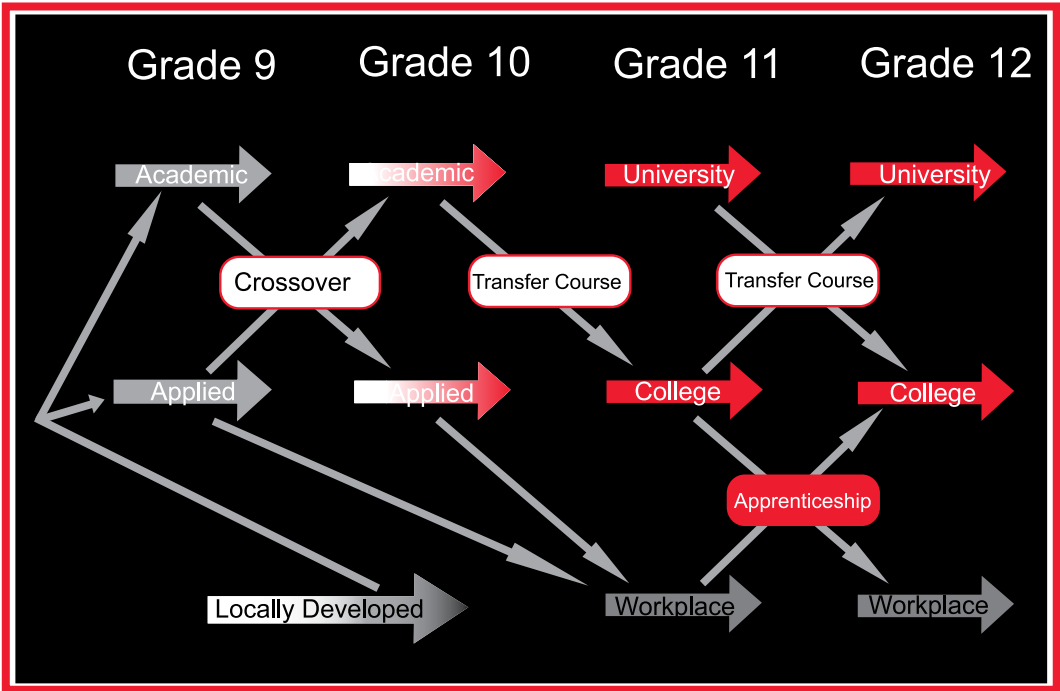 Grade 9
Grade 10
Grade 11
Grade 12
Academic
Academic
University
University
Crossover
Transfer Course
Transfer Course
Applied
Applied
College
College
Apprenticeship
Locally Developed
Workplace
Workplace